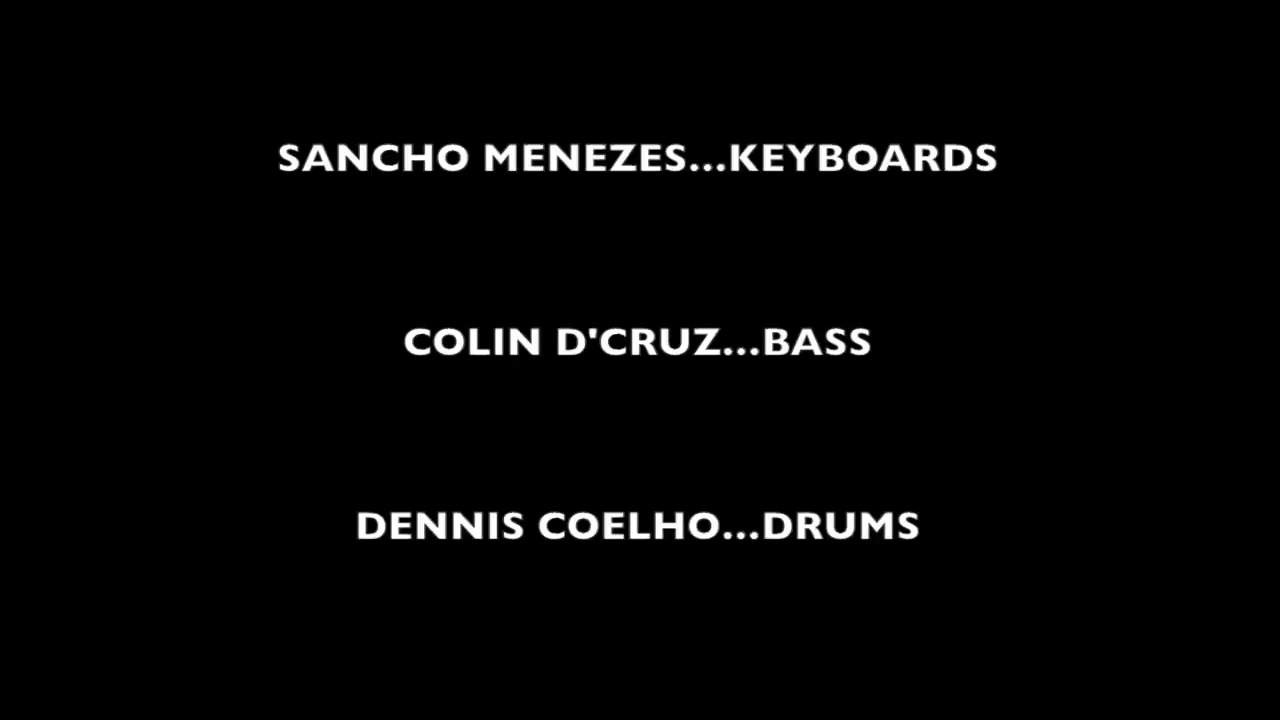 SANCHO MENEZES...KEYBOARDS
COLIN D'CRUZ...BASS
DENNIS COELHO...DRUMS